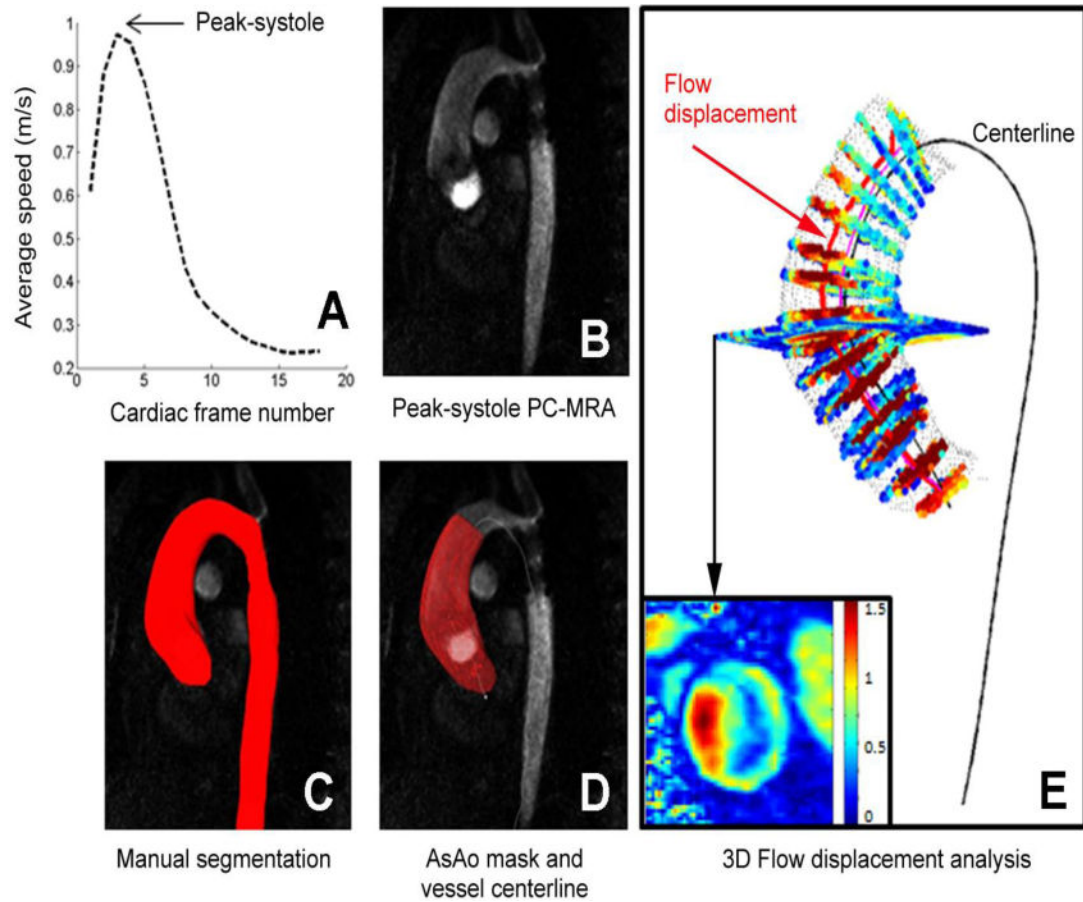 Peak-systole
Average speed (m/s)
1
0.9
0.8
0.7
0.6
0.5
0.4
0.3
0.2
0
5
10
15
20
Cardiac frame number
A
B
Peak-systole PC-MRA
C
Manual segmentation
D
AsAo mask and
vessel centerline
Flow
displacement
Centerline
1.5
1
0.5
0
E
3D Flow displacement analysis